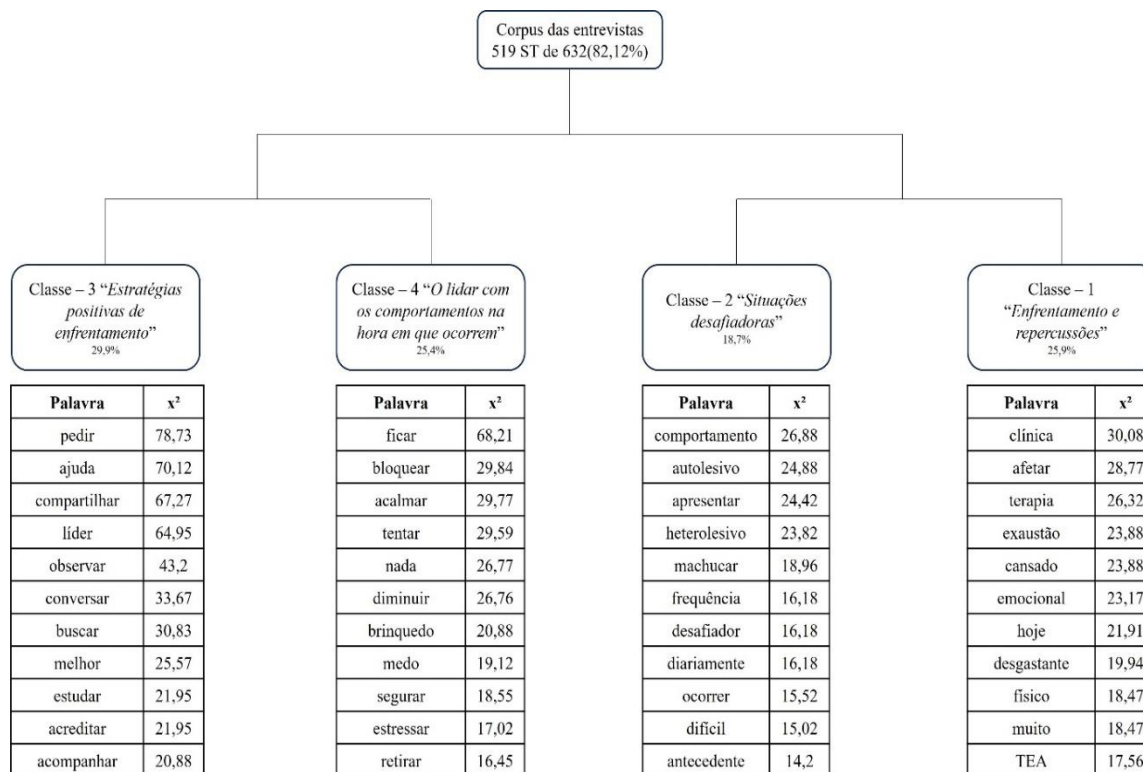 Corpus das entrevistas
519 ST de 632(82,12%)
Classe – 3 “Estratégias
positivas de
enfrentamento”
29,9%
Palavra x²
pedir 78,73
ajuda 70,12
compartilhar 67,27
líder 64,95
observar 43,2
conversar 33,67
buscar 30,83
melhor 25,57
estudar 21,95
acreditar 21,95
acompanhar 20,88
Classe – 4 “O lidar com
os comportamentos na
hora em que ocorrem”
25,4%
Palavra x²
ficar 68,21
bloquear 29,84
acalmar 29,77
tentar 29,59
nada 26,77
diminuir 26,76
brinquedo 20,88
medo 19,12
segurar 18,55
estressar 17,02
retirar 16,45
Classe – 2 “Situações
desafiadoras”
18,7%
Palavra x²
comportamento 26,88
autolesivo 24,88
apresentar 24,42
heterolesivo 23,82
machucar 18,96
frequência 16,18
desafiador 16,18
diariamente 16,18
ocorrer 15,52
difícil 15,02
antecedente 14,2
Classe – 1
“Enfrentamento e
repercussões”
25,9%
Palavra x²
clínica 30,08
afetar 28,77
terapia 26,32
exaustão 23,88
cansado 23,88
emocional 23,17
hoje 21,91
desgastante 19,94
físico 18,47
muito 18,47
TEA 17,56